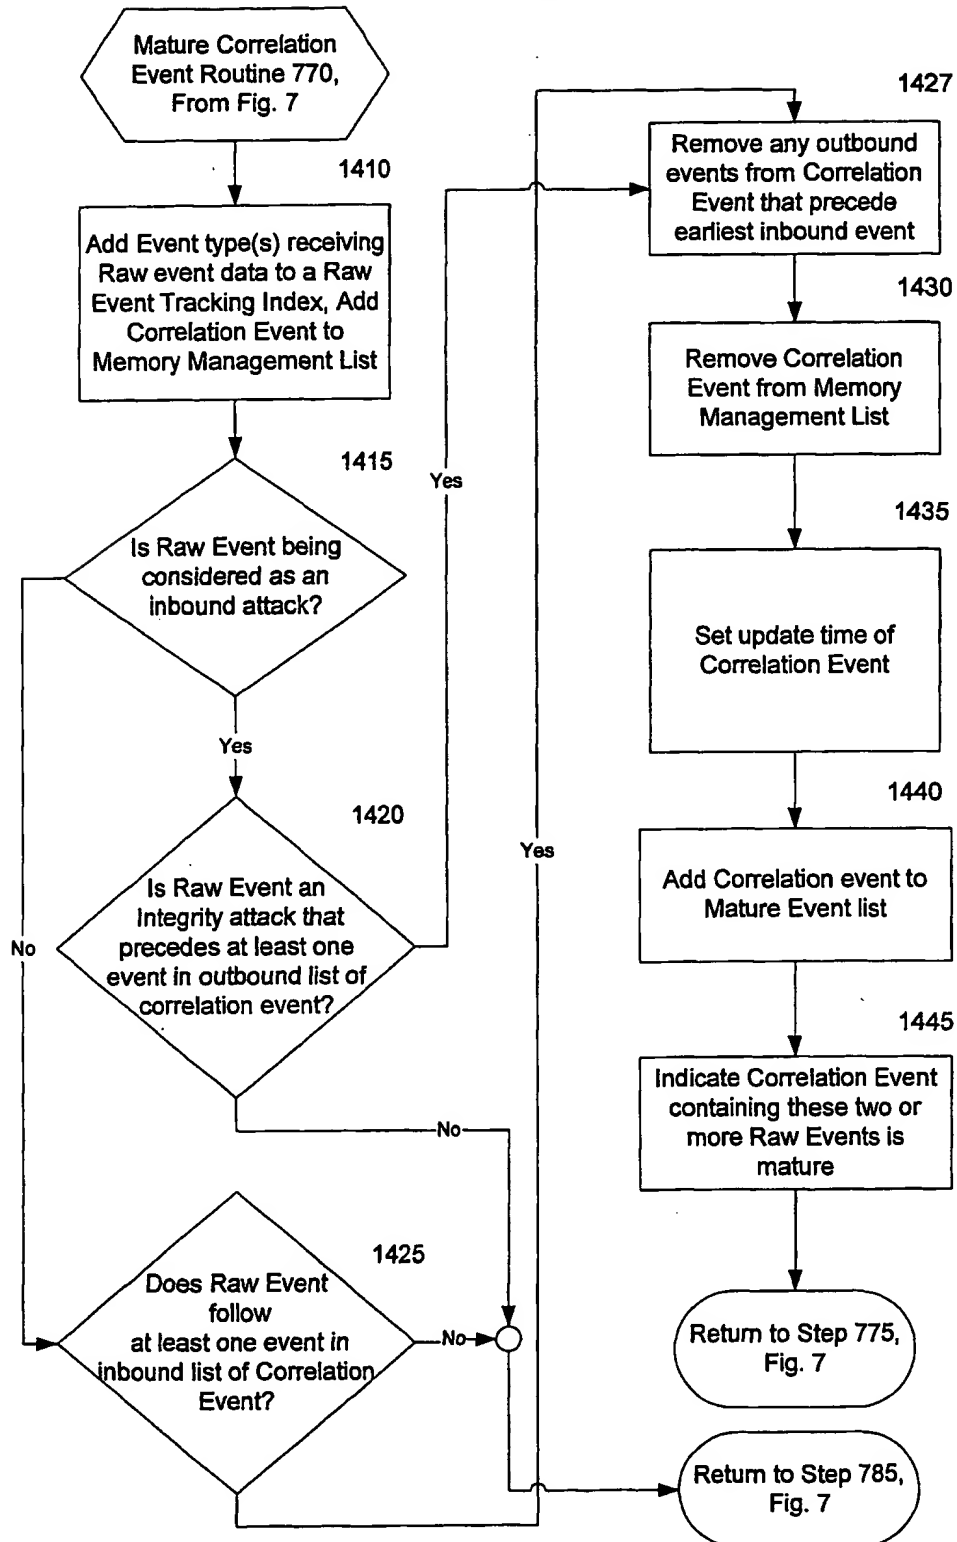 Mature Correlation
Event Routine 770,
From Fig. 7
1410
Add Event type(s) receiving
Raw event data to a Raw
Event Tracking Index, Add
Correlation Event to
Memory Management List
1415
Is Raw Event being
considered as an
inbound attack?
Yes
No
1420
Is Raw Event an
Integrity attack that
precedes at least one
event in outbound list of
correlation event?
Yes
No
1425
Does Raw Event
follow
at least one event in
inbound list of Correlation
Event?
No
Yes
1427
Remove any outbound
events from Correlation
Event that precede
earliest inbound event
1430
Remove Correlation
Event from Memory
Management List
1435
Set update time of
Correlation Event
1440
Add Correlation event to
Mature Event list
1445
Indicate Correlation Event
containing these two or
more Raw Events is
mature
Return to Step 775,
Fig. 7
Return to Step 785,
Fig. 7